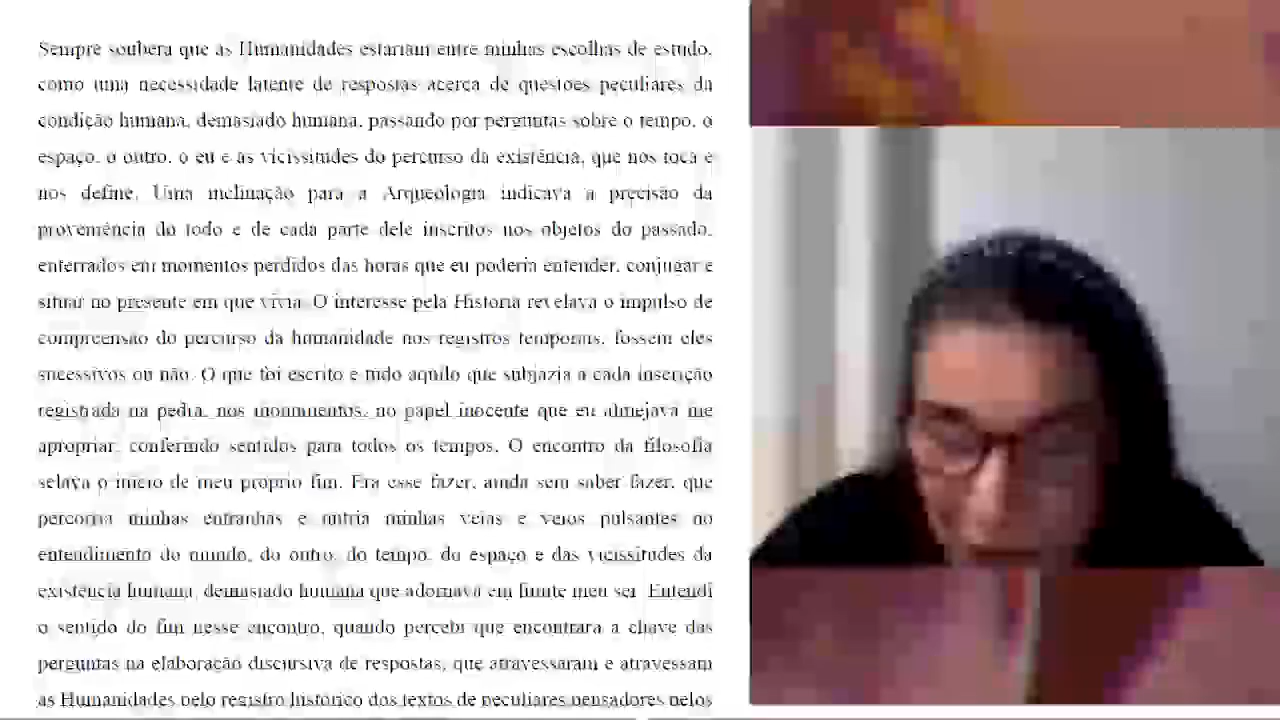 Sempre soubera que as Humanidades estariam entre minhas escolhas de estudo,
como uma necessidade latente de respostas acerca de questões peculiares da
condição humana, demasiado humana, passando por perguntas sobre o tempo, o
espaço, o outro, o eu e as vicissitudes do percurso da existência, que nos toca e
nos define. Uma inclinação para a Arqueologia indicava a precisão da
proveniência do todo e de cada parte dele inscritos nos objetos do passado,
enterrados em momentos perdidos das horas que eu poderia entender, conjugar e
situar no presente em que vivia. O interesse pela História revelava o impulso de
compreensão do percurso da humanidade nos registros temporais, fossem eles
sucessivos ou não. O que foi escrito e tudo aquilo que subjazia a cada inscrição
registrada na pedra, nos monumentos, no papel inocente que eu almejava me
apropriar, conferindo sentidos para todos os tempos. O encontro da filosofia
selava o início de meu próprio fim. Era esse fazer, ainda sem saber fazer, que
percorria minhas entranhas e nutria minhas veias e veios pulsantes no
entendimento do mundo, do outro, do tempo, do espaço e das vicissitudes da
existência humana, demasiado humana que adornava em limite meu ser. Entendi
o sentido do fim nesse encontro, quando percebi que encontrara a chave das
perguntas na elaboração discursiva de respostas, que atravessaram e atravessam
as Humanidades pelo registro histórico dos textos de peculiares pensadores pelos